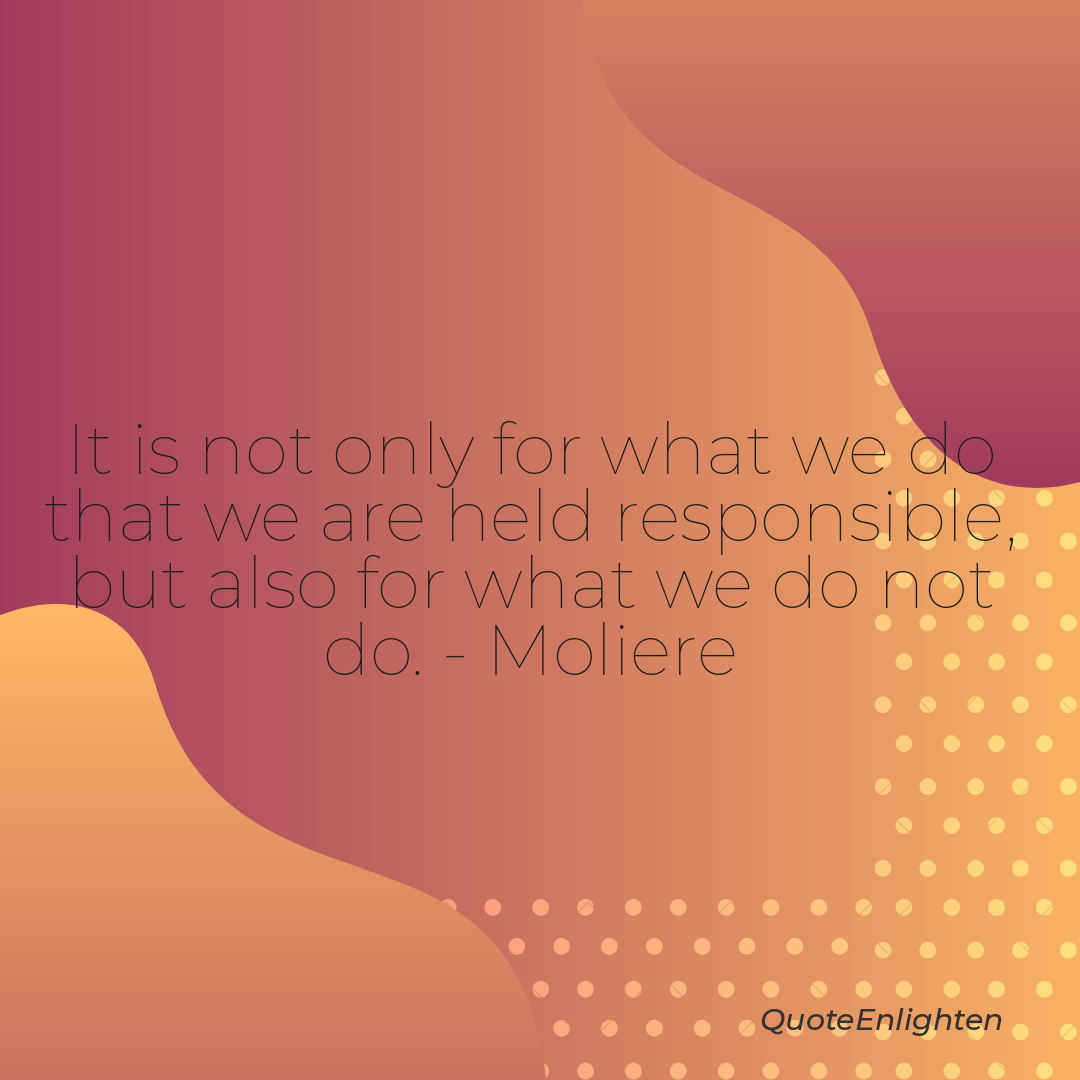 It is not only for what we do
that we are held responsible,
but also for what we do not
do. - Moliere
QuoteEnlighten